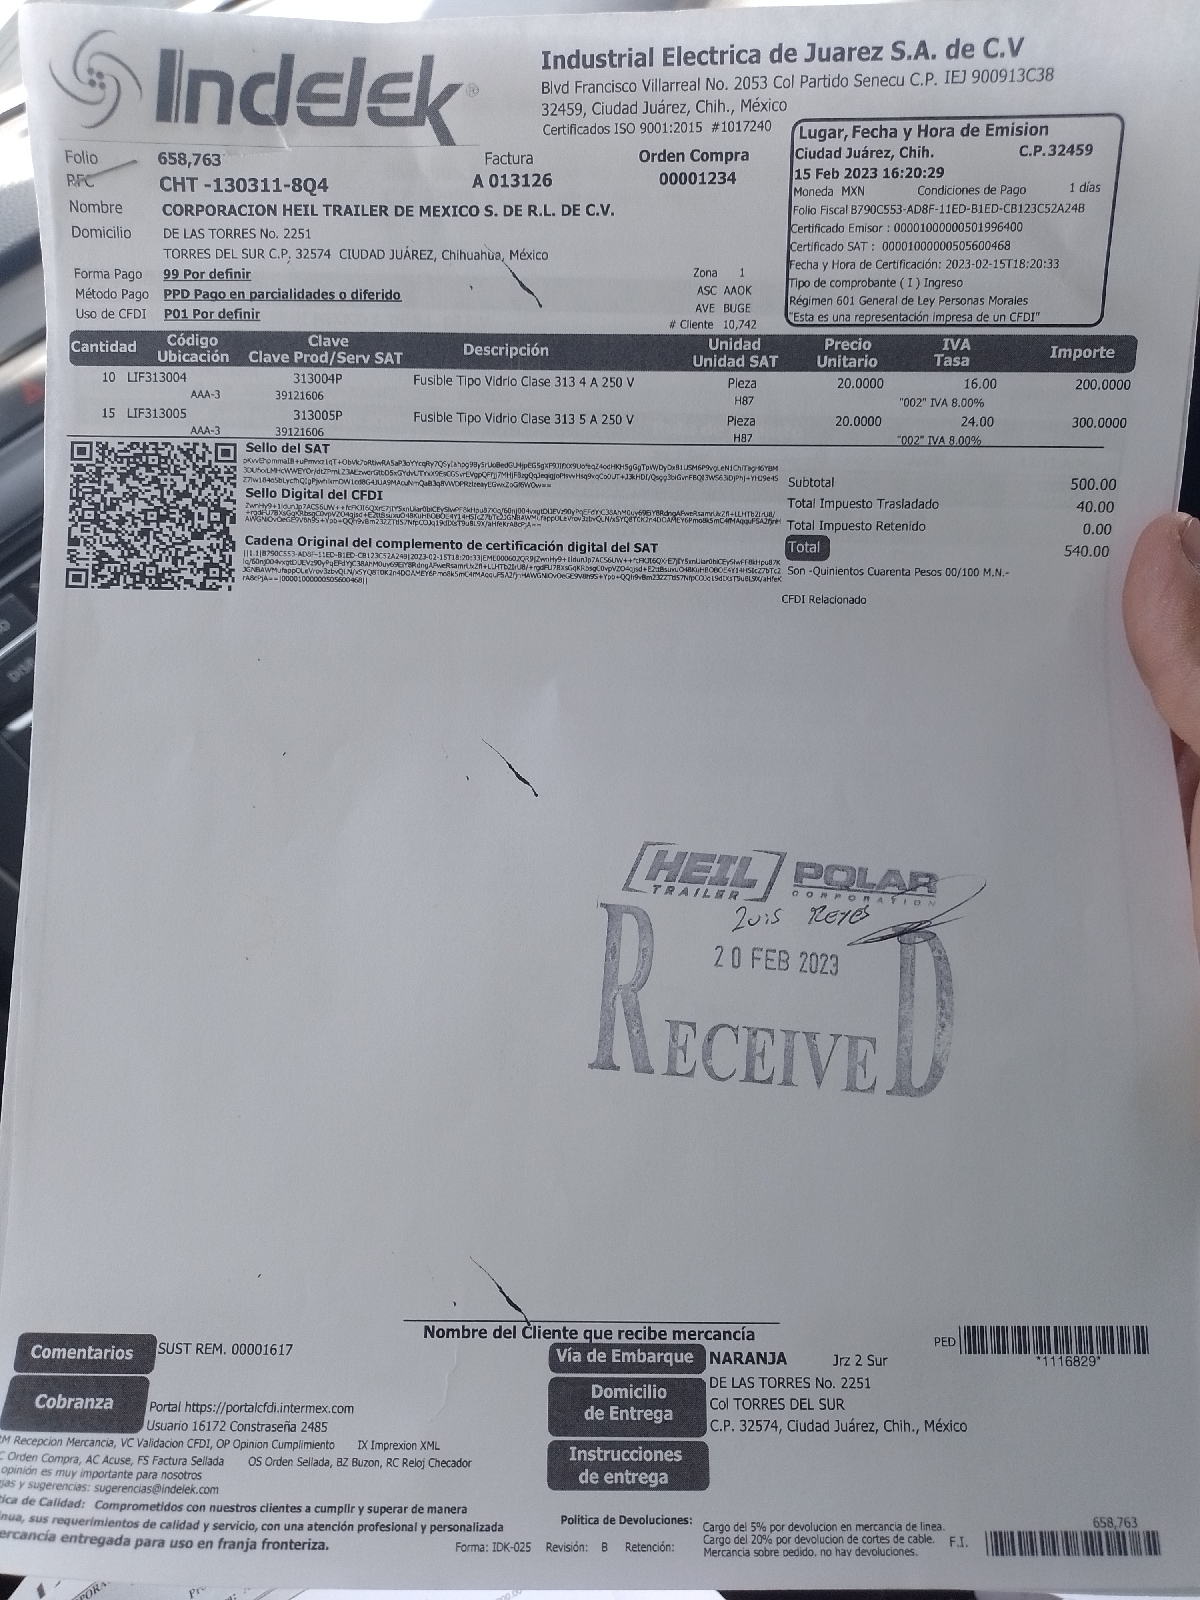 Indelek®
Industrial Electrica de Juarez S.A. de C.V
Blvd Francisco Villarreal No. 2053 Col Partido Senecu C.P. IEJ 900913C38
32459, Ciudad Juárez, Chih., México
Certificados ISO 9001:2015 #1017240
Lugar, Fecha y Hora de Emision
Ciudad Juárez, Chih. C.P.32459
15 Feb 2023 16:20:29
Moneda MXN Condiciones de Pago 1 días
Folio Fiscal B790C553-AD8F-11ED-B1ED-CB123C52A24B
Certificado Emisor : 00001000000501996400
Certificado SAT : 00001000000505600468
Fecha y Hora de Certificación: 2023-02-15T18:20:33
Tipo de comprobante ( I ) Ingreso
Régimen 601 General de Ley Personas Morales
"Esta es una representación impresa de un CFDI"
Folio 658,763 Factura Orden Compra
RFC CHT -130311-8Q4 A 013126 00001234
Nombre CORPORACION HEIL TRAILER DE MEXICO S. DE R.L. DE C.V.
Domicilio DE LAS TORRES No. 2251
TORRES DEL SUR C.P. 32574 CIUDAD JUÁREZ, Chihuahua, México
Forma Pago 99 Por definir Zona 1
Método Pago PPD Pago en parcialidades o diferido ASC AAOK
Uso de CFDI P01 Por definir AVE BUGE
# Cliente 10,742
Cantidad Código Ubicación Clave Clave Prod/Serv SAT Descripción Unidad Unidad SAT Precio Unitario IVA Tasa Importe
10 LIF313004 313004P Fusible Tipo Vidrio Clase 313 4 A 250 V Pieza 20.0000 16.00 200.0000
AAA-3 39121606 H87 "002" IVA 8.00%
15 LIF313005 313005P Fusible Tipo Vidrio Clase 313 5 A 250 V Pieza 20.0000 24.00 300.0000
AAA-3 39121606 H87 "002" IVA 8.00%
Sello del SAT
Sello Digital del CFDI
Cadena Original del complemento de certificación digital del SAT
Subtotal 500.00
Total Impuesto Trasladado 40.00
Total Impuesto Retenido 0.00
Total 540.00
Son -Quinientos Cuarenta Pesos 00/100 M.N.-
CFDI Relacionado
HEIL TRAILER POLAR CORPORATION
Luis Reyes
20 FEB 2023
RECEIVED
Nombre del Cliente que recibe mercancía
Comentarios SUST REM. 00001617
Cobranza
Portal https://portalcfdi.intermex.com
Usuario 16172 Constraseña 2485
M Recepcion Mercancia, VC Validacion CFDI, OP Opinion Cumplimiento IX Imprexion XML
C Orden Compra, AC Acuse, FS Factura Sellada OS Orden Sellada, BZ Buzon, RC Reloj Checador
opinión es muy importante para nosotros
jas y sugerencias: sugerencias@indelek.com
tica de Calidad: Comprometidos con nuestros clientes a cumplir y superar de manera
nua, sus requerimientos de calidad y servicio, con una atención profesional y personalizada
ercancía entregada para uso en franja fronteriza.
Vía de Embarque NARANJA Jrz 2 Sur
PED *1116829*
Domicilio de Entrega
DE LAS TORRES No. 2251
Col TORRES DEL SUR
C.P. 32574, Ciudad Juárez, Chih., México
Instrucciones de entrega
Forma: IDK-025 Revisión: B Retención:
Politica de Devoluciones: Cargo del 5% por devolucion en mercancia de linea.
Cargo del 20% por devolucion de cortes de cable.
Mercancia sobre pedido, no hay devoluciones.
F.I. 658,763